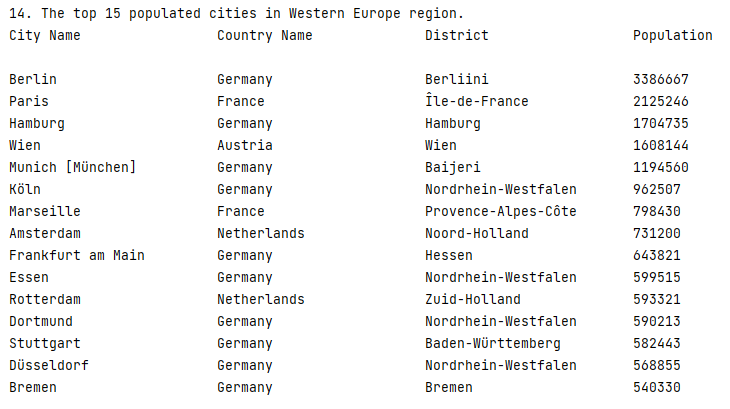 14. The top 15 populated cities in Western Europe region.
City Name Country Name District Population
Berlin Germany Berliini 3386667
Paris France Île-de-France 2125246
Hamburg Germany Hamburg 1704735
Wien Austria Wien 1608144
Munich [München] Germany Baijeri 1194560
Köln Germany Nordrhein-Westfalen 962507
Marseille France Provence-Alpes-Côte 798430
Amsterdam Netherlands Noord-Holland 731200
Frankfurt am Main Germany Hessen 643821
Essen Germany Nordrhein-Westfalen 599515
Rotterdam Netherlands Zuid-Holland 593321
Dortmund Germany Nordrhein-Westfalen 590213
Stuttgart Germany Baden-Württemberg 582443
Düsseldorf Germany Nordrhein-Westfalen 568855
Bremen Germany Bremen 540330